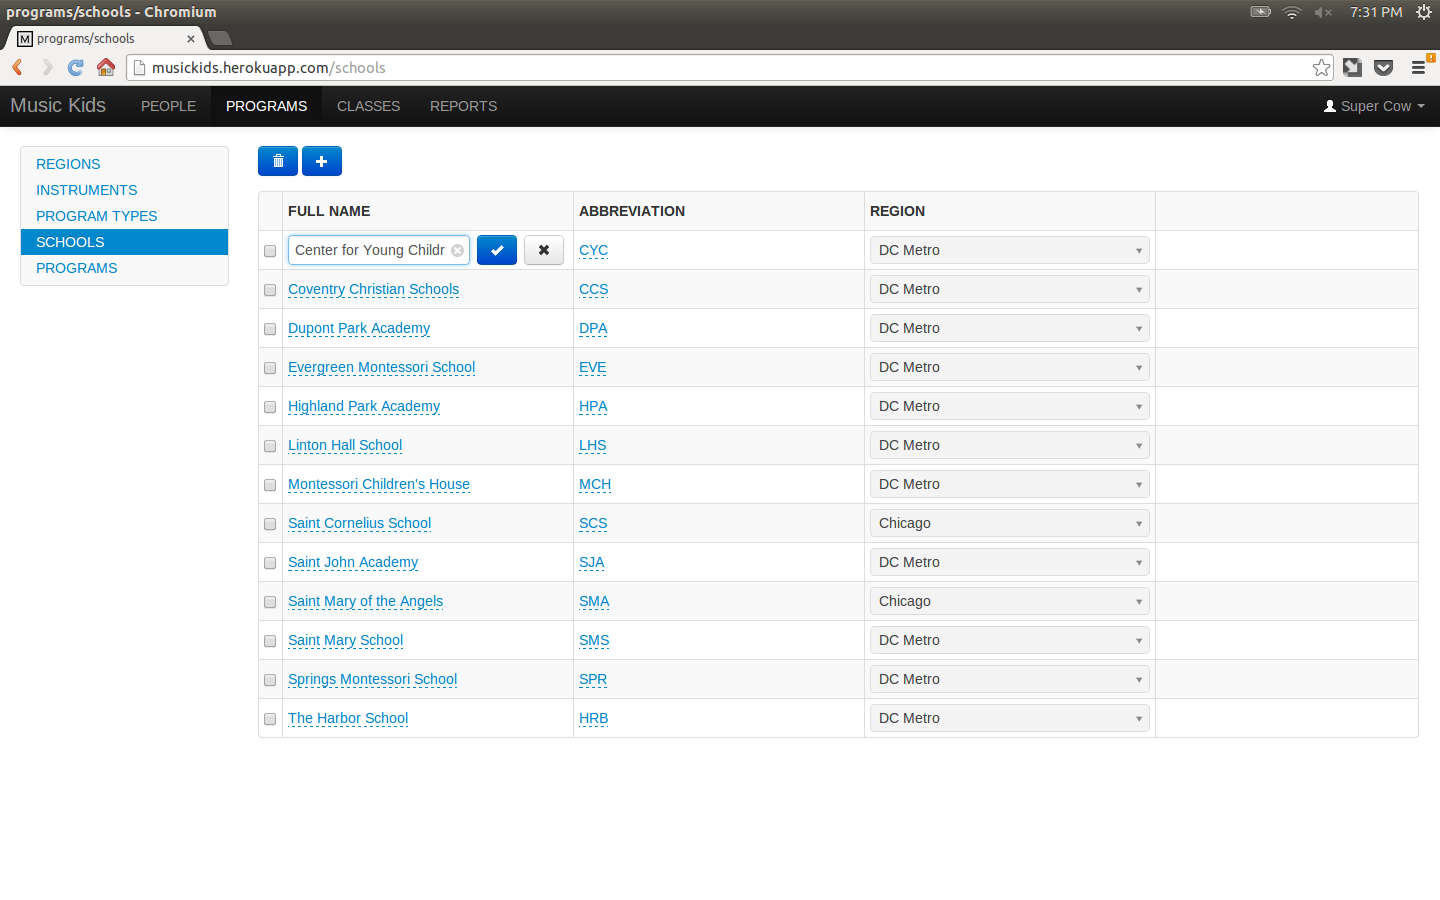 programs/schools - Chromium
7:31 PM
M programs/schools
musickids.herokuapp.com/schools
Music Kids PEOPLE PROGRAMS CLASSES REPORTS Super Cow
REGIONS
INSTRUMENTS
PROGRAM TYPES
SCHOOLS
PROGRAMS
FULL NAME ABBREVIATION REGION
Center for Young Childr CYC DC Metro
Coventry Christian Schools CCS DC Metro
Dupont Park Academy DPA DC Metro
Evergreen Montessori School EVE DC Metro
Highland Park Academy HPA DC Metro
Linton Hall School LHS DC Metro
Montessori Children's House MCH DC Metro
Saint Cornelius School SCS Chicago
Saint John Academy SJA DC Metro
Saint Mary of the Angels SMA Chicago
Saint Mary School SMS DC Metro
Springs Montessori School SPR DC Metro
The Harbor School HRB DC Metro